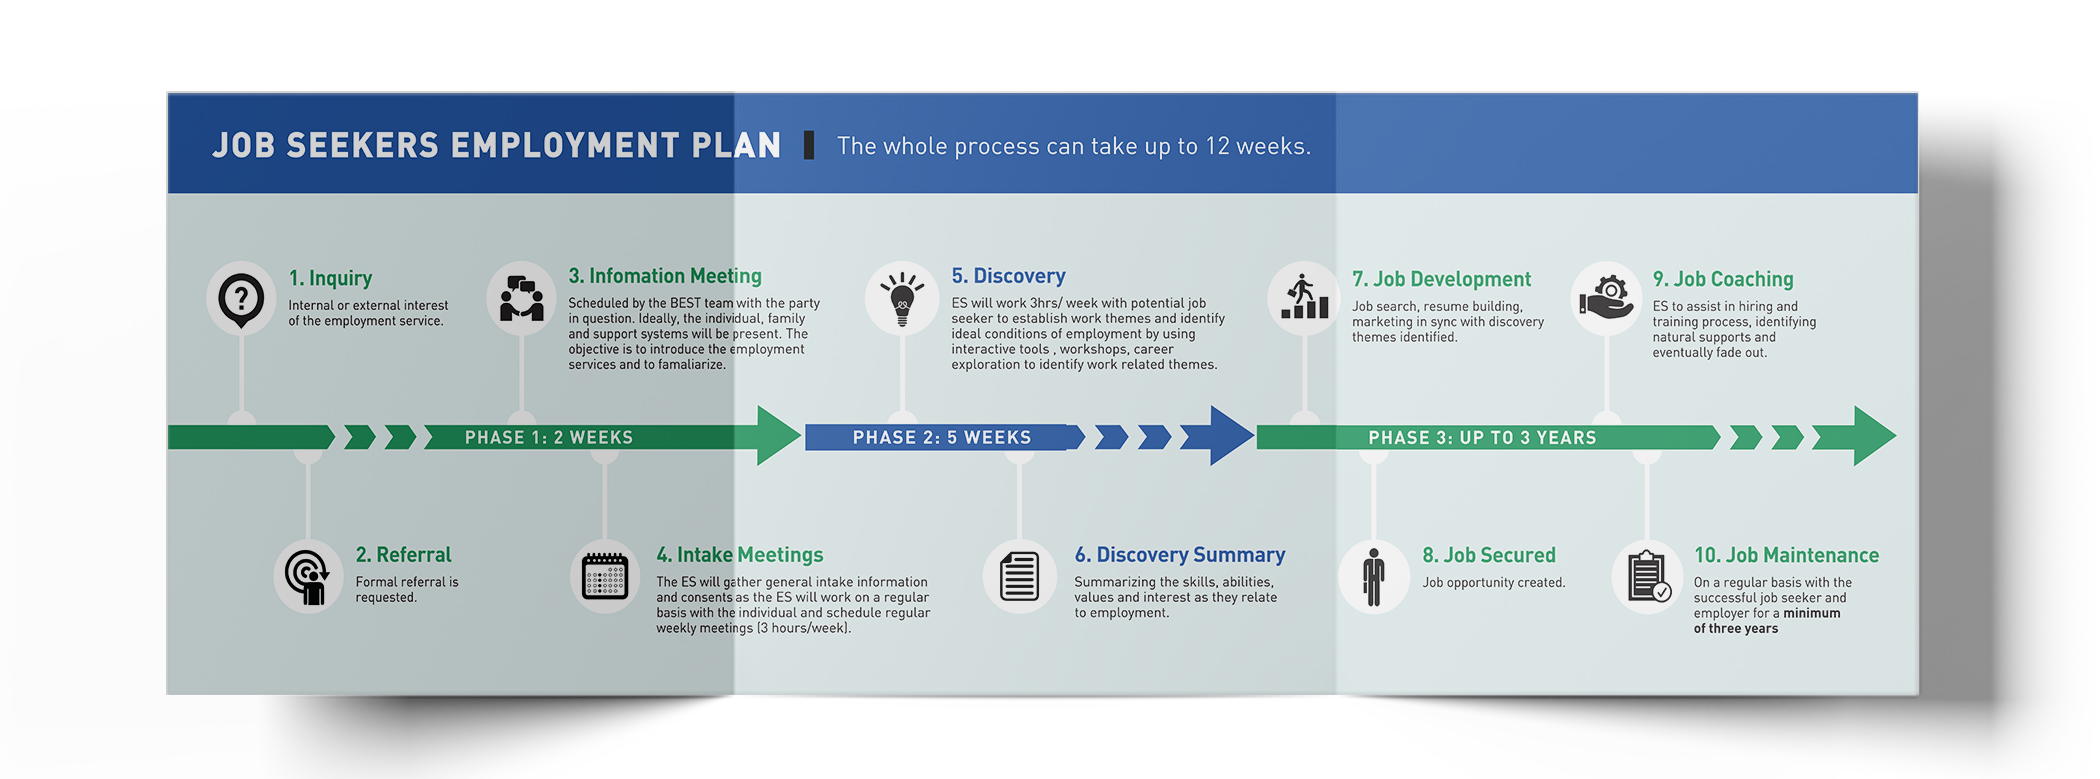 JOB SEEKERS EMPLOYMENT PLAN
The whole process can take up to 12 weeks.
1. Inquiry
Internal or external interest
of the employment service.
3. Infomation Meeting
Scheduled by the BEST team with the party
in question. Ideally, the individual, family
and support systems will be present. The
objective is to introduce the employment
services and to famaliarize.
5. Discovery
ES will work 3hrs/ week with potential job
seeker to establish work themes and identify
ideal conditions of employment by using
interactive tools , workshops, career
exploration to identify work related themes.
7. Job Development
Job search, resume building,
marketing in sync with discovery
themes identified.
9. Job Coaching
ES to assist in hiring and
training process, identifying
natural supports and
eventually fade out.
PHASE 1: 2 WEEKS
PHASE 2: 5 WEEKS
PHASE 3: UP TO 3 YEARS
2. Referral
Formal referral is
requested.
4. Intake Meetings
The ES will gather general intake information
and consents as the ES will work on a regular
basis with the individual and schedule regular
weekly meetings (3 hours/week).
6. Discovery Summary
Summarizing the skills, abilities,
values and interest as they relate
to employment.
8. Job Secured
Job opportunity created.
10. Job Maintenance
On a regular basis with the
successful job seeker and
employer for a minimum
of three years